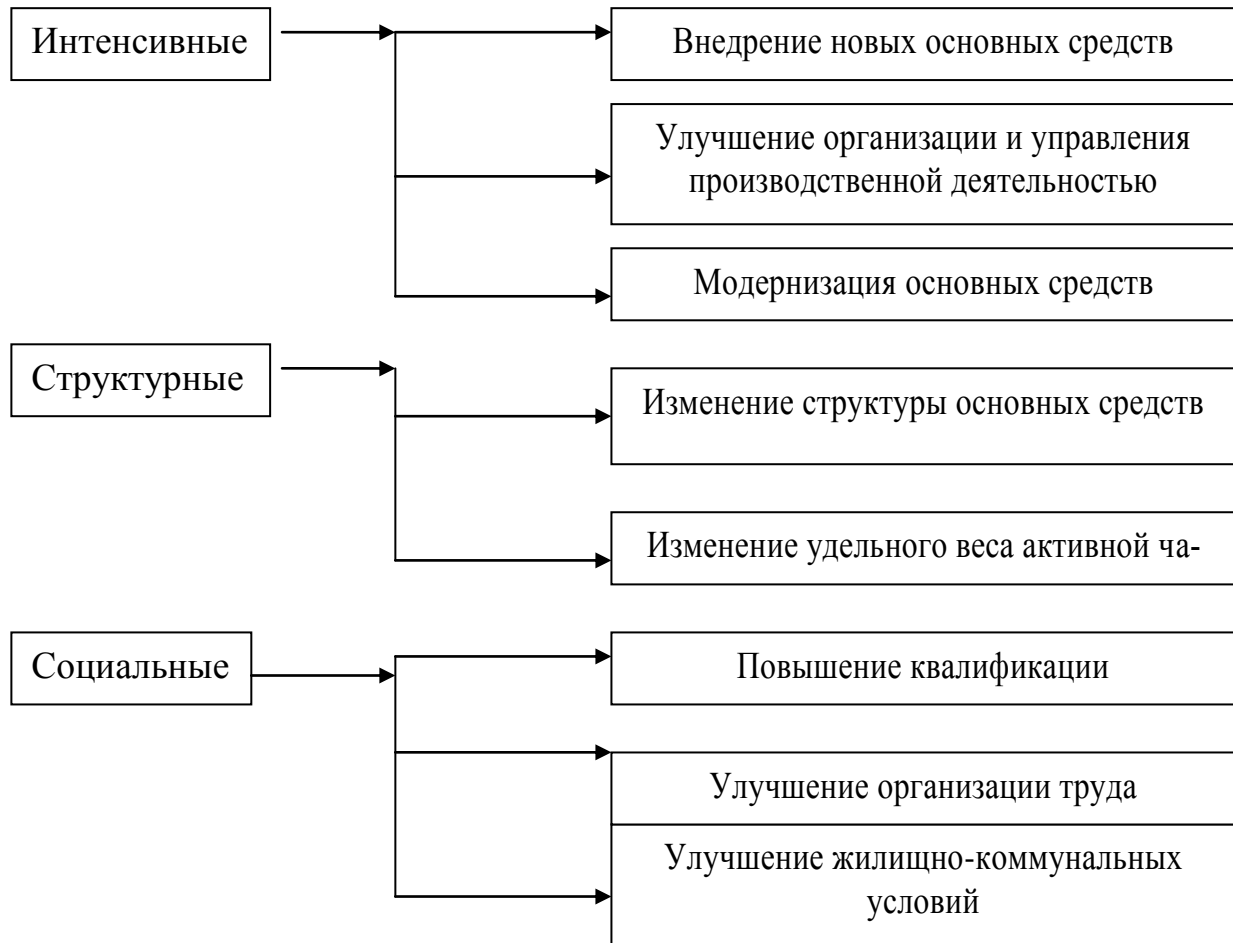 Интенсивные
Внедрение новых основных средств
Улучшение организации и управления
производственной деятельностью
Модернизация основных средств
Структурные
Изменение структуры основных средств
Изменение удельного веса активной ча-
Социальные
Повышение квалификации
Улучшение организации труда
Улучшение жилищно-коммунальных
условий